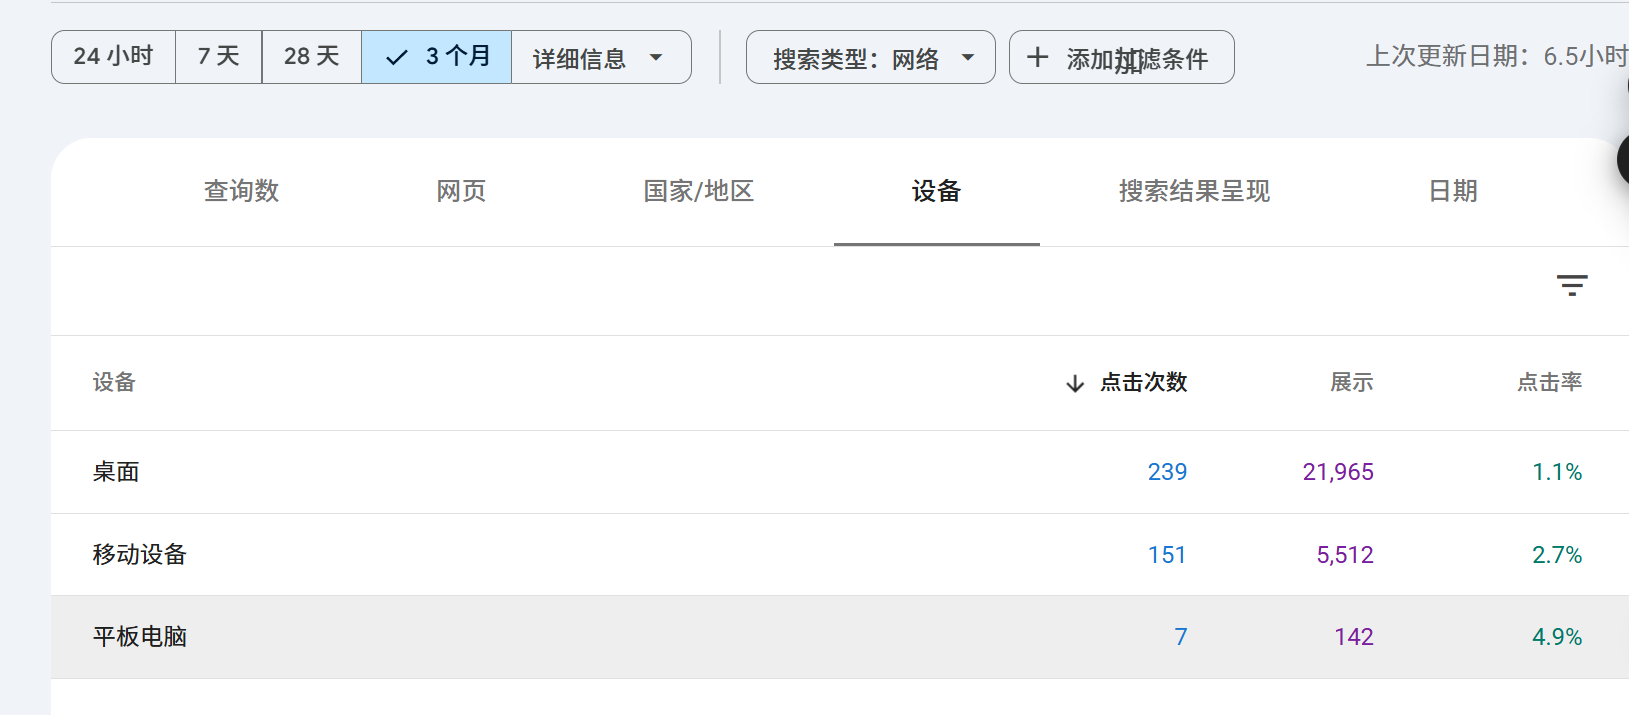 24 小时 7 天 28 天 3 个月 详细信息 搜索类型：网络 添加过滤条件 上次更新日期：6.5小时
查询数 网页 国家/地区 设备 搜索结果呈现 日期
设备 点击次数 展示 点击率
桌面 239 21,965 1.1%
移动设备 151 5,512 2.7%
平板电脑 7 142 4.9%